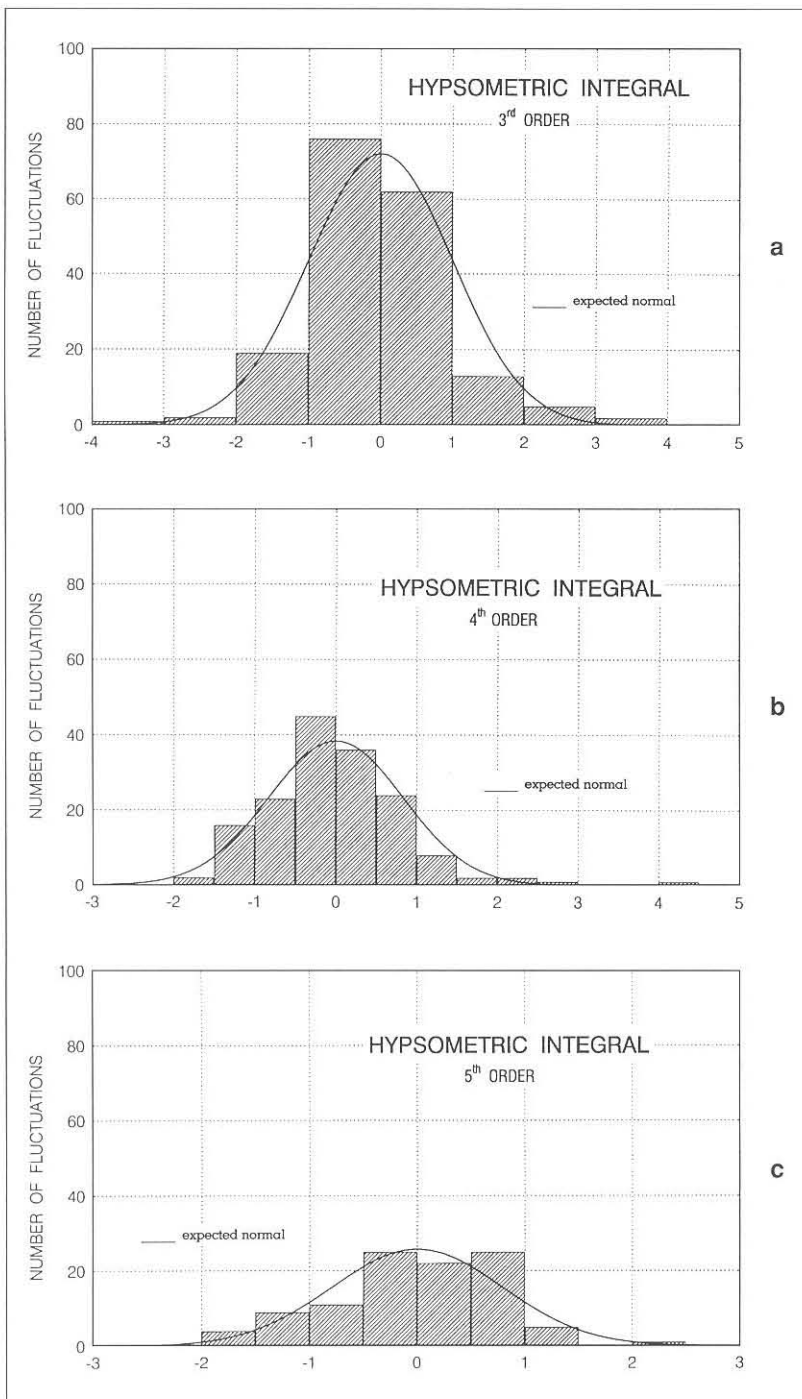 100
80
60
40
20
0
NUMBER OF FLUCTUATIONS
HYPSOMETRIC INTEGRAL
3rd ORDER
expected normal
-4 -3 -2 -1 0 1 2 3 4 5
a
100
80
60
40
20
0
NUMBER OF FLUCTUATIONS
HYPSOMETRIC INTEGRAL
4th ORDER
expected normal
-3 -2 -1 0 1 2 3 4 5
b
100
80
60
40
20
0
NUMBER OF FLUCTUATIONS
HYPSOMETRIC INTEGRAL
5th ORDER
expected normal
-3 -2 -1 0 1 2 3
c